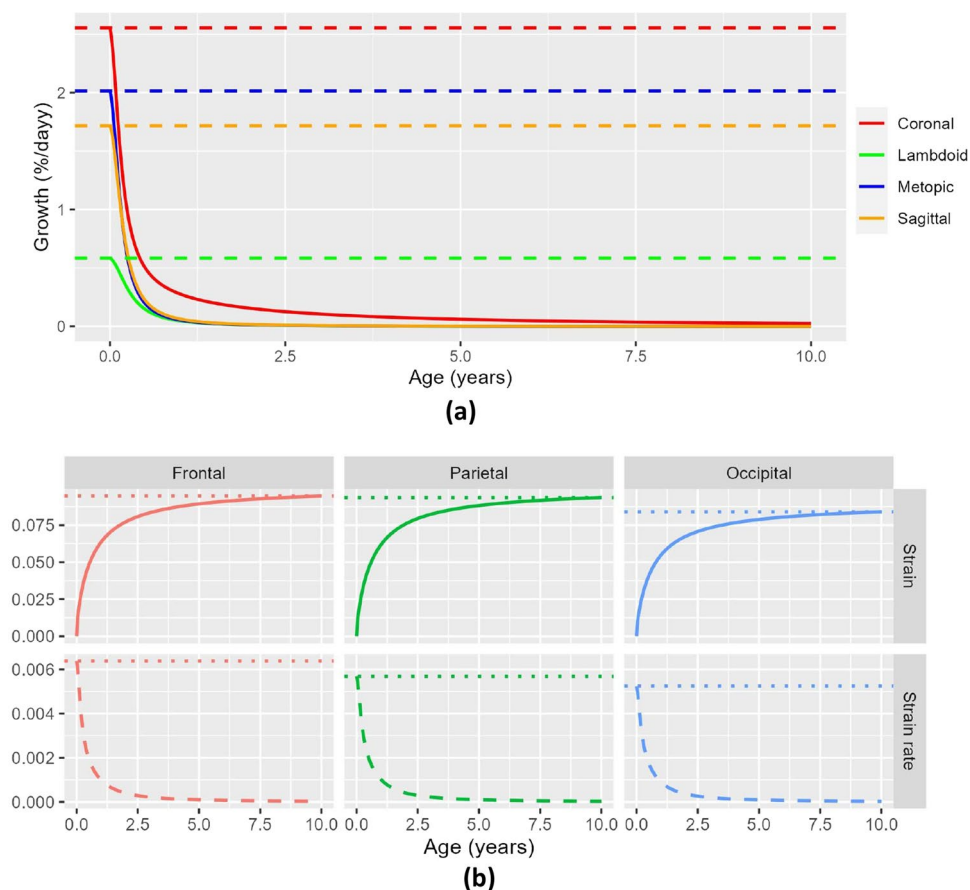 2
1
0
Growth (%/dayy)
0.0 2.5 5.0 7.5 10.0
Age (years)
Coronal
Lambdoid
Metopic
Sagittal
(a)
Frontal Parietal Occipital
0.075
0.050
0.025
0.000
Strain
0.006
0.004
0.002
0.000
Strain rate
0.0 2.5 5.0 7.5 10.0 0.0 2.5 5.0 7.5 10.0 0.0 2.5 5.0 7.5 10.0
Age (years)
(b)